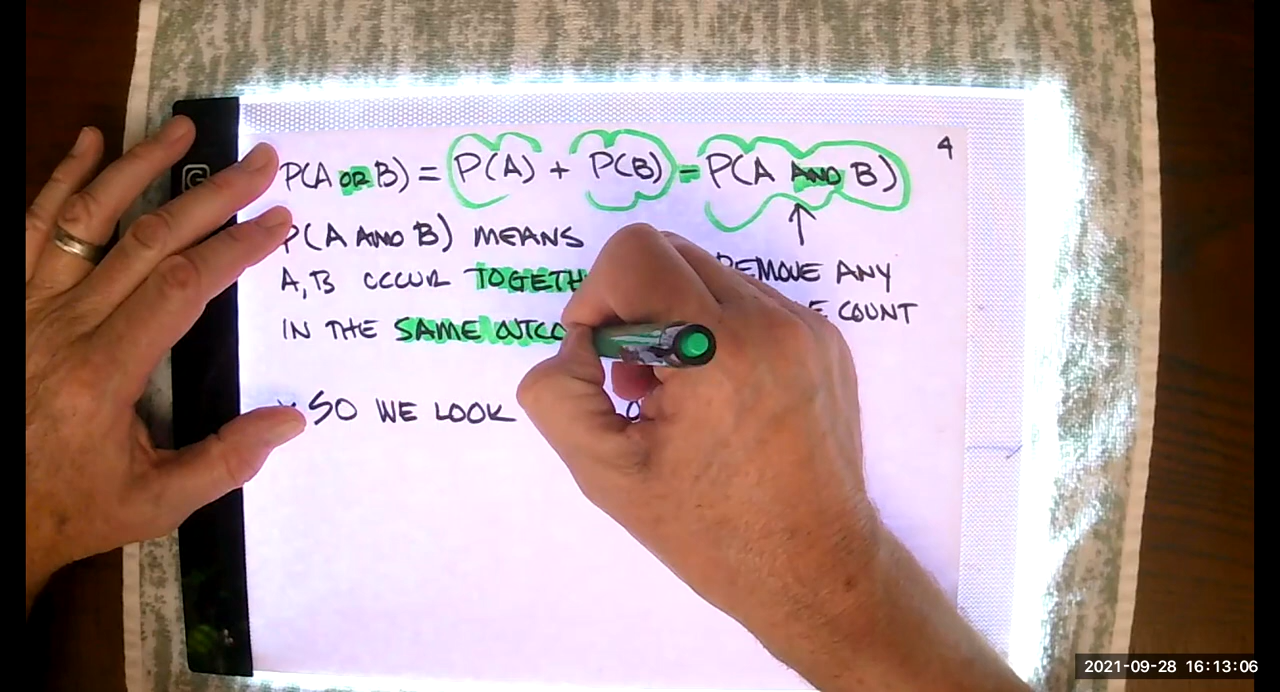 4
P(A OR B) = P(A) + P(B) = P(A AND B)
P(A AND B) MEANS
REMOVE ANY
A, B OCCUR TOGETH
COUNT
IN THE SAME OUTCO
SO WE LOOK
2021-09-28 16:13:06